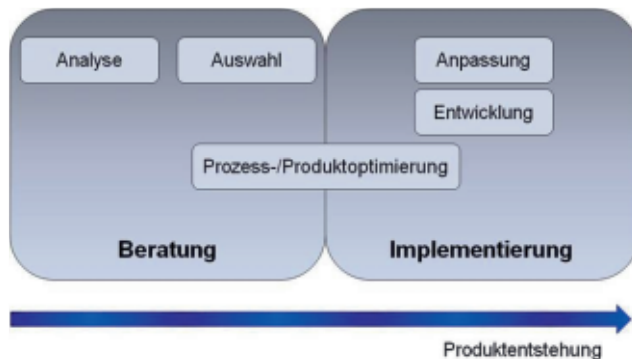 Analyse
Auswahl
Anpassung
Entwicklung
Prozess-/Produktoptimierung
Beratung
Implementierung
Produktentstehung